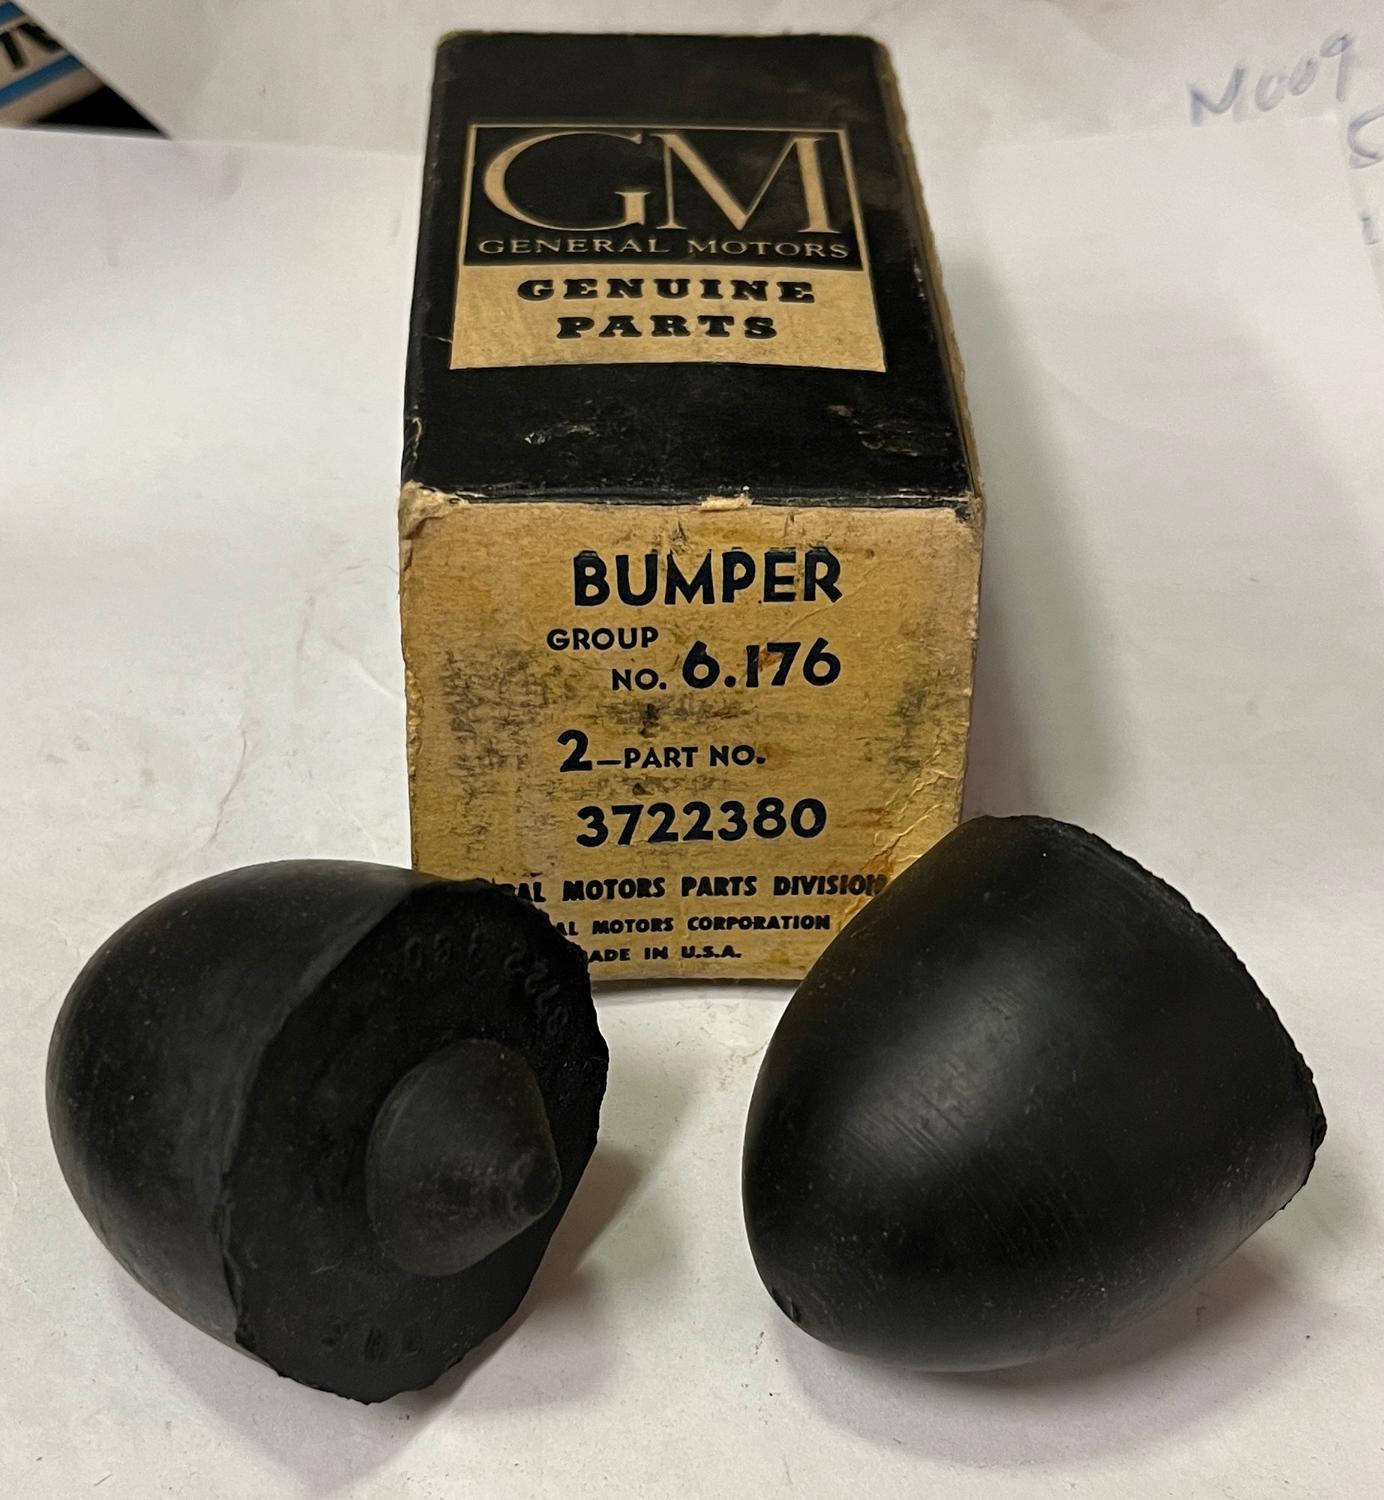 N009
GM
GENERAL MOTORS
GENUINE
PARTS
BUMPER
GROUP
NO. 6.176
2–PART NO.
3722380
MOTORS PARTS DIVISION
MOTORS CORPORATION
IN U.S.A.